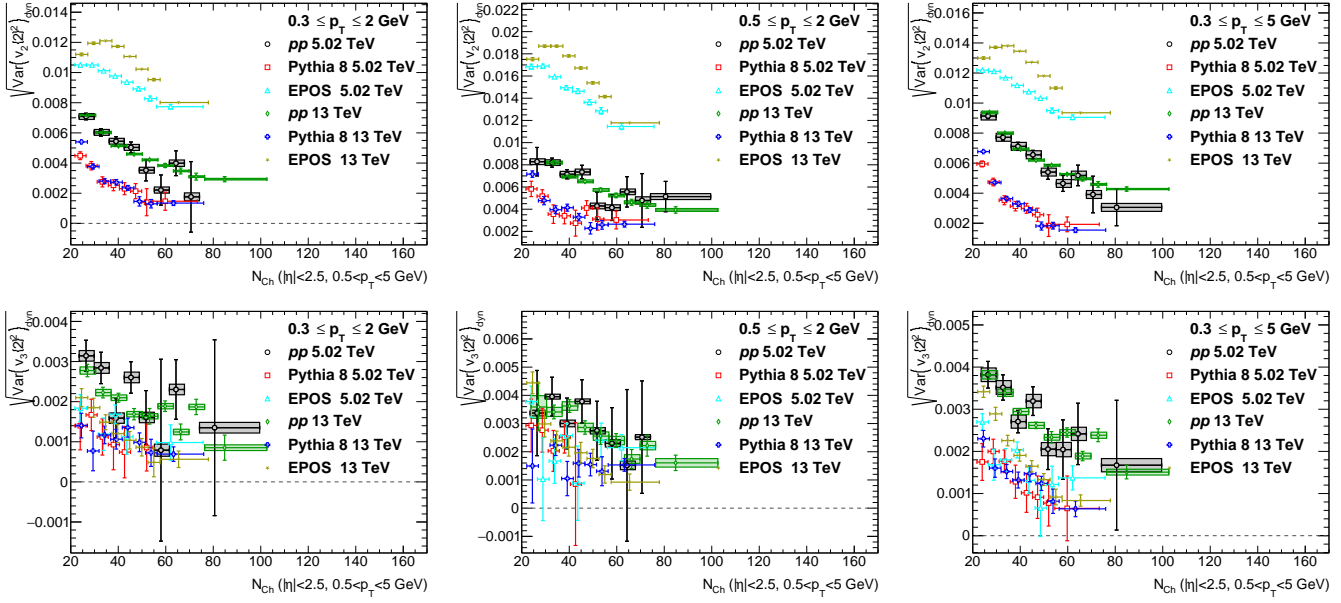 √Var{v₂{2}²}dyn
0.3 ≤ p_T ≤ 2 GeV
pp 5.02 TeV
Pythia 8 5.02 TeV
EPOS 5.02 TeV
pp 13 TeV
Pythia 8 13 TeV
EPOS 13 TeV
0.014
0.012
0.01
0.008
0.006
0.004
0.002
0
20 40 60 80 100 120 140 160
N_Ch (|η|<2.5, 0.5<p_T<5 GeV)
√Var{v₂{2}²}dyn
0.5 ≤ p_T ≤ 2 GeV
pp 5.02 TeV
Pythia 8 5.02 TeV
EPOS 5.02 TeV
pp 13 TeV
Pythia 8 13 TeV
EPOS 13 TeV
0.022
0.02
0.018
0.016
0.014
0.012
0.01
0.008
0.006
0.004
0.002
20 40 60 80 100 120 140 160
N_Ch (|η|<2.5, 0.5<p_T<5 GeV)
√Var{v₂{2}²}dyn
0.3 ≤ p_T ≤ 5 GeV
pp 5.02 TeV
Pythia 8 5.02 TeV
EPOS 5.02 TeV
pp 13 TeV
Pythia 8 13 TeV
EPOS 13 TeV
0.016
0.014
0.012
0.01
0.008
0.006
0.004
0.002
20 40 60 80 100 120 140 160
N_Ch (|η|<2.5, 0.5<p_T<5 GeV)
√Var{v₃{2}²}dyn
0.3 ≤ p_T ≤ 2 GeV
pp 5.02 TeV
Pythia 8 5.02 TeV
EPOS 5.02 TeV
pp 13 TeV
Pythia 8 13 TeV
EPOS 13 TeV
0.004
0.003
0.002
0.001
0
−0.001
20 40 60 80 100 120 140 160
N_Ch (|η|<2.5, 0.5<p_T<5 GeV)
√Var{v₃{2}²}dyn
0.5 ≤ p_T ≤ 2 GeV
pp 5.02 TeV
Pythia 8 5.02 TeV
EPOS 5.02 TeV
pp 13 TeV
Pythia 8 13 TeV
EPOS 13 TeV
0.006
0.005
0.004
0.003
0.002
0.001
0
−0.001
20 40 60 80 100 120 140 160
N_Ch (|η|<2.5, 0.5<p_T<5 GeV)
√Var{v₃{2}²}dyn
0.3 ≤ p_T ≤ 5 GeV
pp 5.02 TeV
Pythia 8 5.02 TeV
EPOS 5.02 TeV
pp 13 TeV
Pythia 8 13 TeV
EPOS 13 TeV
0.005
0.004
0.003
0.002
0.001
0
20 40 60 80 100 120 140 160
N_Ch (|η|<2.5, 0.5<p_T<5 GeV)